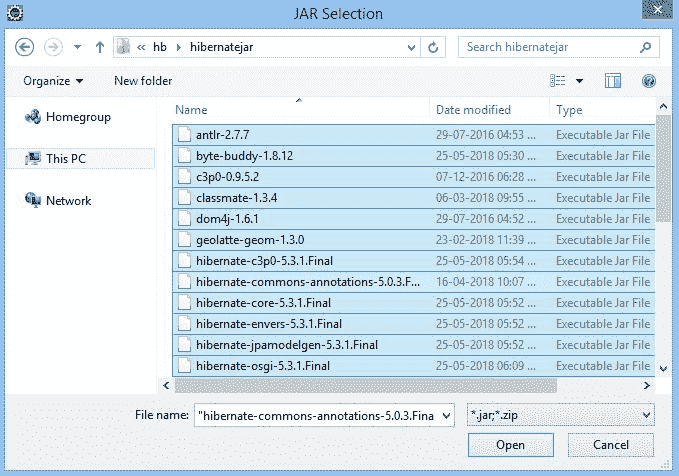 JAR Selection
« hb hibernatejar
Search hibernatejar
Organize New folder
Homegroup
This PC
Network
Name Date modified Type
antlr-2.7.7 29-07-2016 04:53 ... Executable Jar File
byte-buddy-1.8.12 25-05-2018 05:30 ... Executable Jar File
c3p0-0.9.5.2 07-12-2016 06:28 ... Executable Jar File
classmate-1.3.4 06-03-2018 09:55 ... Executable Jar File
dom4j-1.6.1 29-07-2016 04:52 ... Executable Jar File
geolatte-geom-1.3.0 23-02-2018 11:39 ... Executable Jar File
hibernate-c3p0-5.3.1.Final 25-05-2018 05:54 ... Executable Jar File
hibernate-commons-annotations-5.0.3.F... 16-04-2018 10:07 ... Executable Jar File
hibernate-core-5.3.1.Final 25-05-2018 05:52 ... Executable Jar File
hibernate-envers-5.3.1.Final 25-05-2018 05:52 ... Executable Jar File
hibernate-jpamodelgen-5.3.1.Final 25-05-2018 05:52 ... Executable Jar File
hibernate-osgi-5.3.1.Final 25-05-2018 06:09 ... Executable Jar File
File name: "hibernate-commons-annotations-5.0.3.Fina *.jar;*.zip
Open Cancel